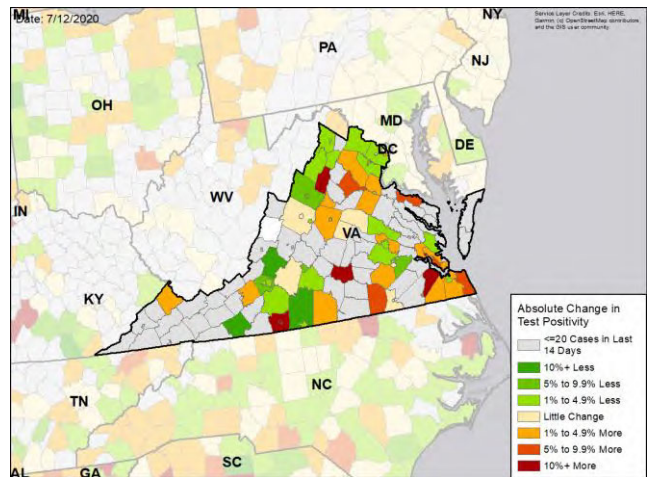 Date: 7/12/2020
Service Layer Credits: Esri, HERE,
Garmin, (c) OpenStreetMap contributors,
and the GIS user community
MI
NY
PA
NJ
OH
MD
DC
DE
WV
IN
VA
KY
TN
NC
SC
AL
GA
Absolute Change in
Test Positivity
<=20 Cases in Last
14 Days
10%+ Less
5% to 9.9% Less
1% to 4.9% Less
Little Change
1% to 4.9% More
5% to 9.9% More
10%+ More